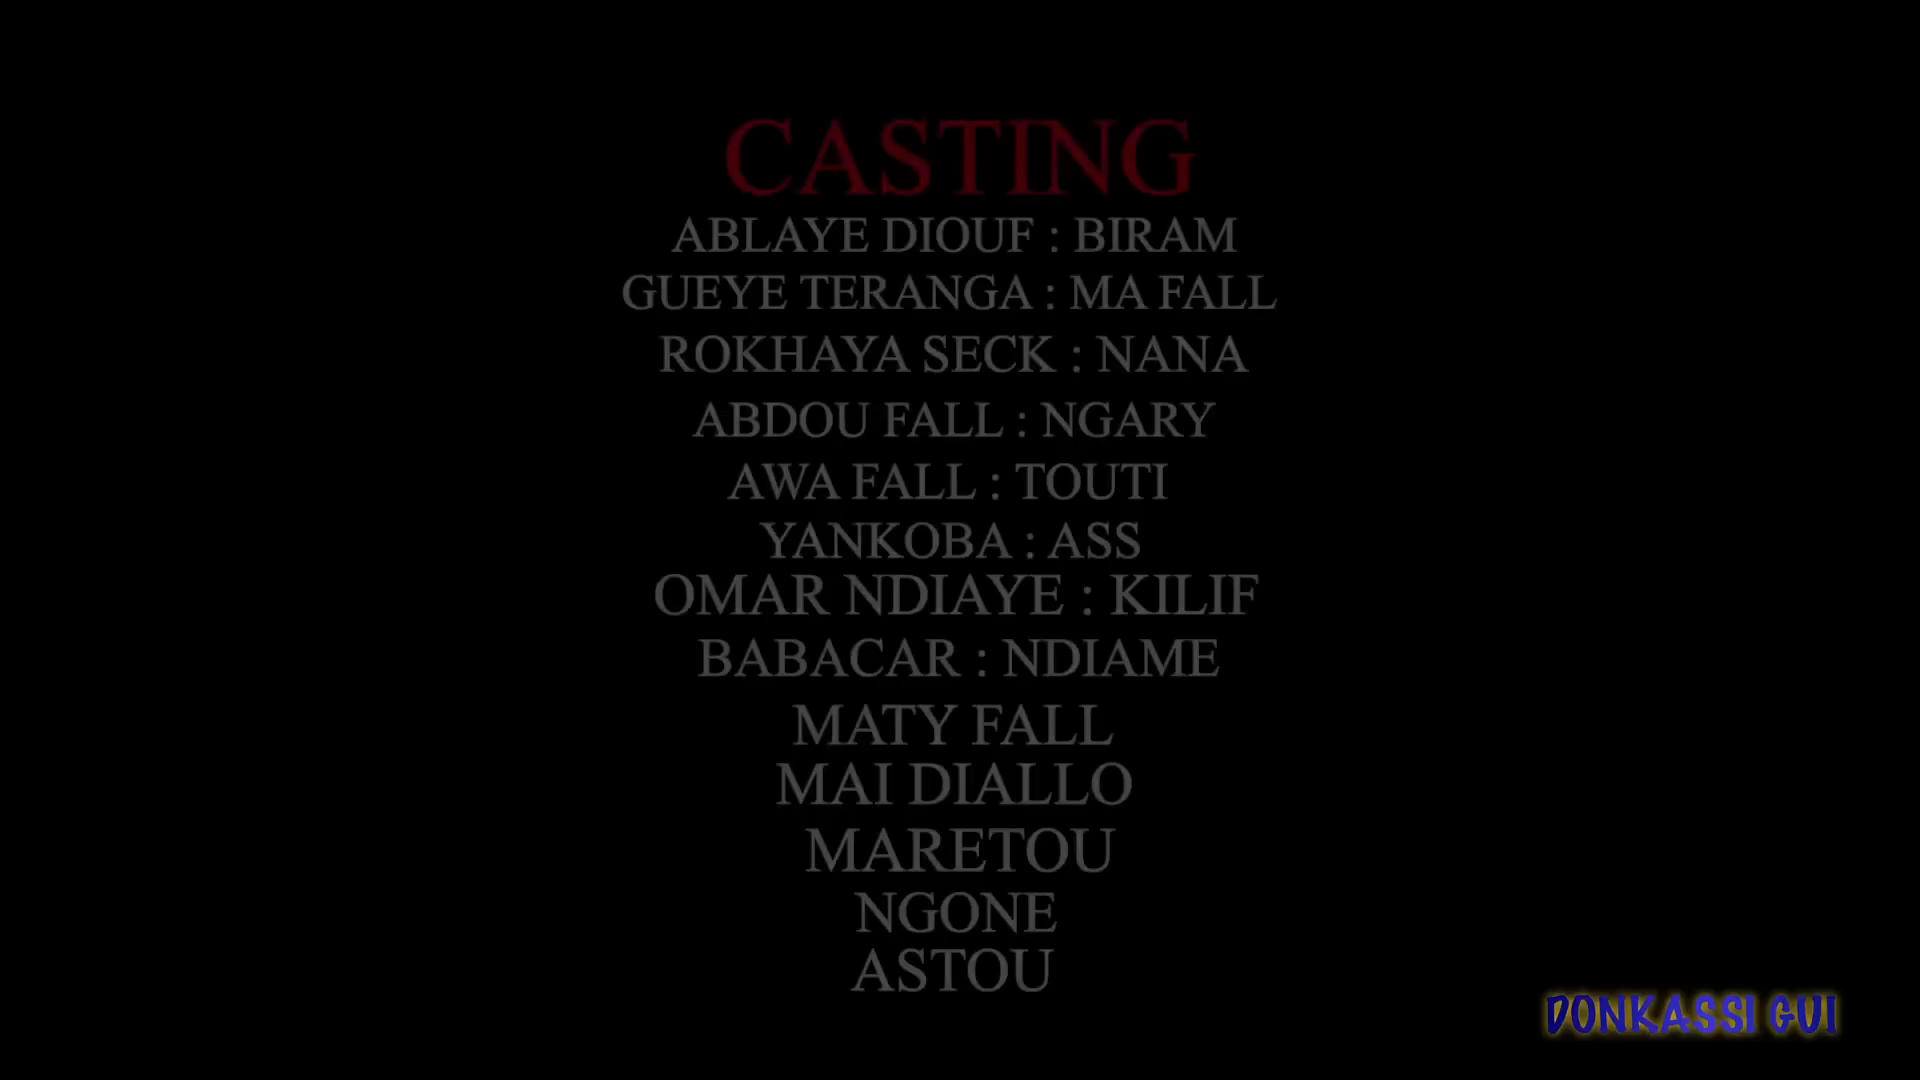 CASTING
ABLAYE DIOUF : BIRAM
GUEYE TERANGA : MA FALL
ROKHAYA SECK : NANA
ABDOU FALL : NGARY
AWA FALL : TOUTI
YANKOBA : ASS
OMAR NDIAYE : KILIF
BABACAR : NDIAME
MATY FALL
MAI DIALLO
MARETOU
NGONE
ASTOU
DONKASSI GUI